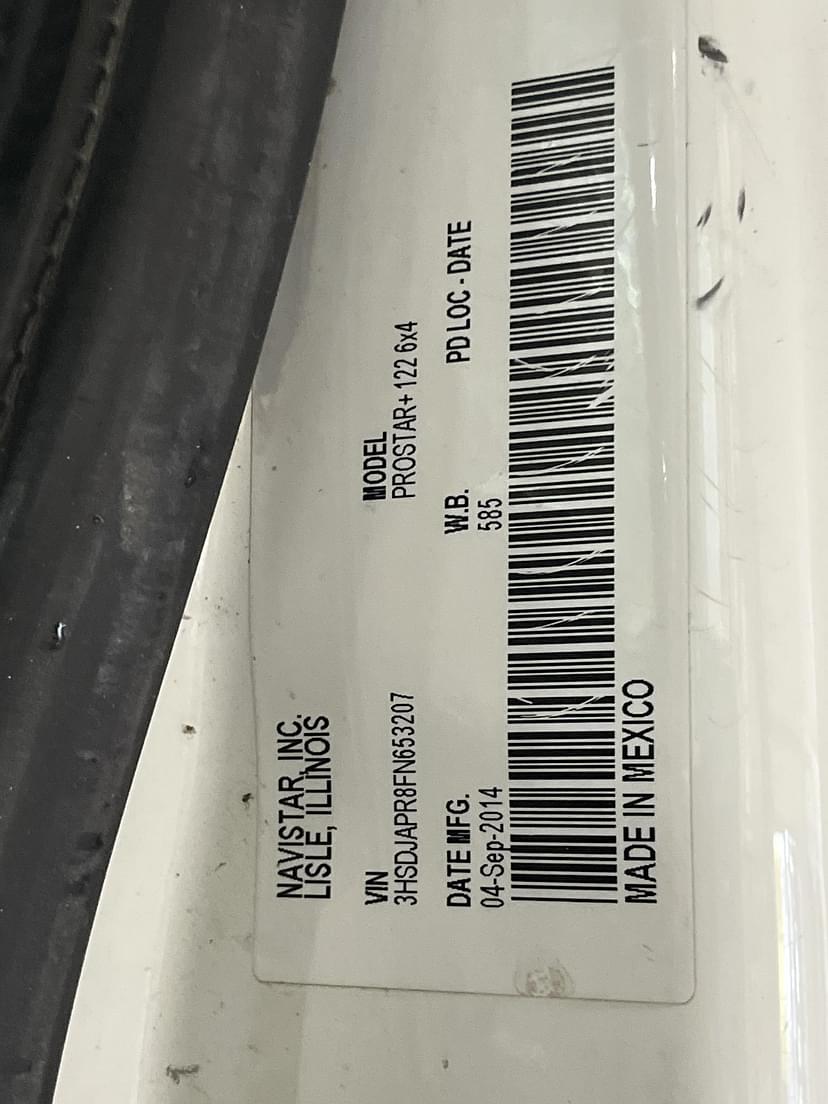 NAVISTAR, INC.
LISLE, ILLINOIS
VIN
3HSDJAPR8FN653207
MODEL
PROSTAR+ 122 6x4
DATE MFG.
04-Sep-2014
W.B.
585
PD LOC - DATE
MADE IN MEXICO